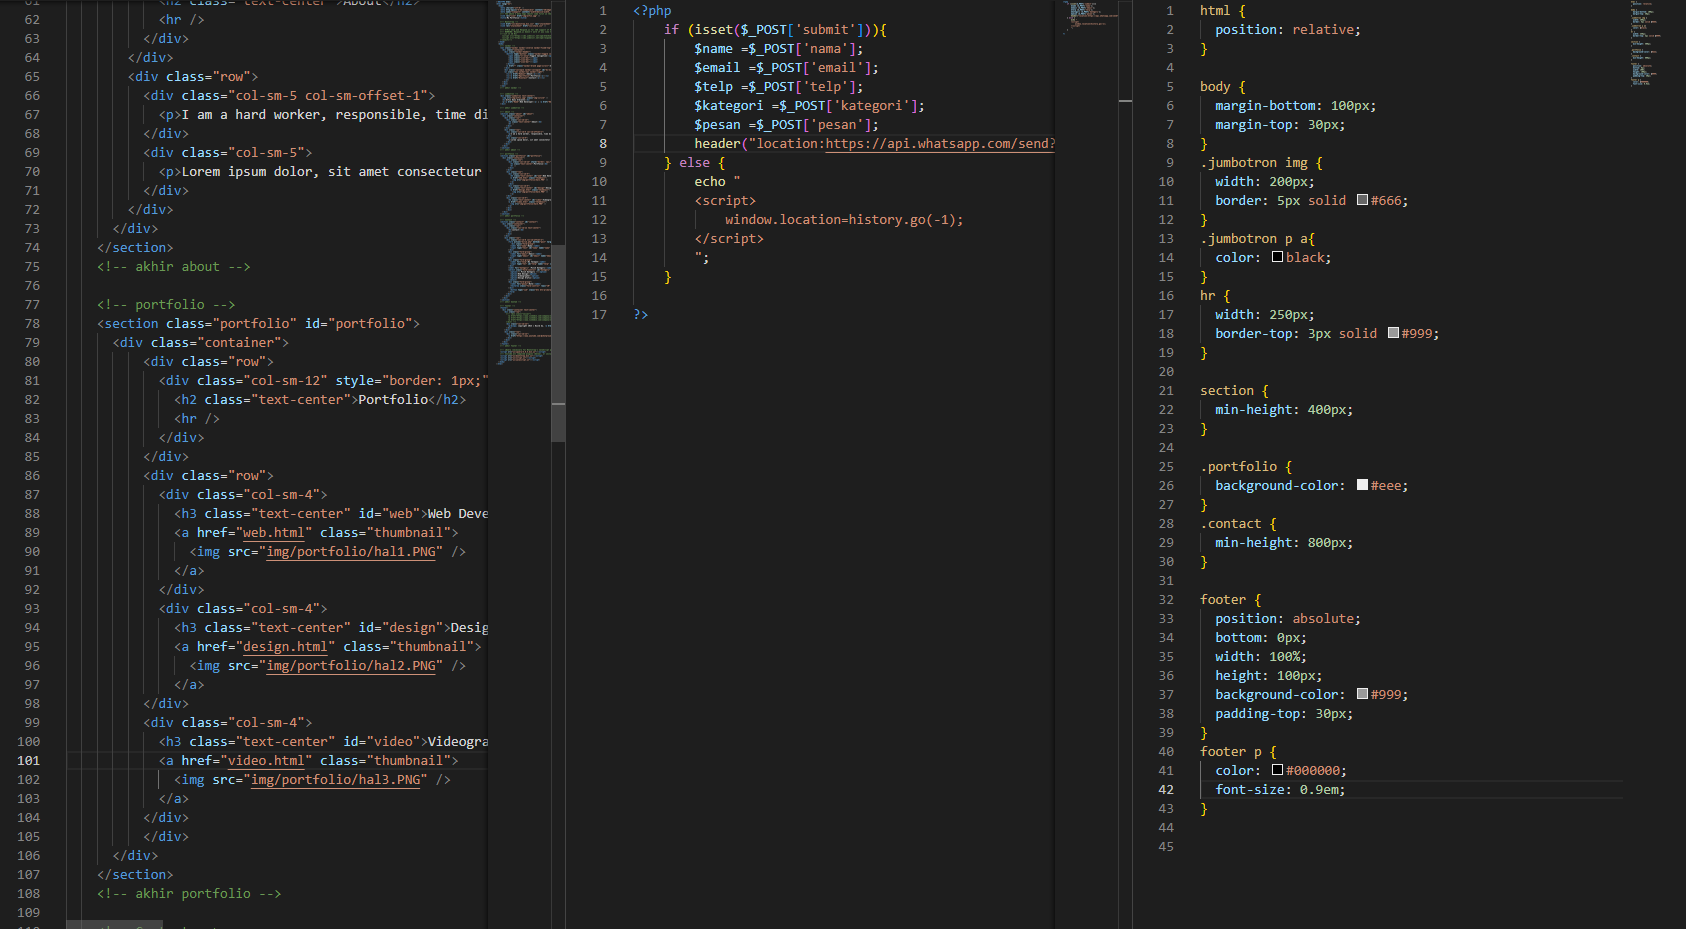 61 <h2 class="text-center">About</h2>
62 <hr />
63 </div>
64 </div>
65 <div class="row">
66 <div class="col-sm-5 col-sm-offset-1">
67 <p>I am a hard worker, responsible, time di
68 </div>
69 <div class="col-sm-5">
70 <p>Lorem ipsum dolor, sit amet consectetur
71 </div>
72 </div>
73 </div>
74 </section>
75 <!-- akhir about -->
76
77 <!-- portfolio -->
78 <section class="portfolio" id="portfolio">
79 <div class="container">
80 <div class="row">
81 <div class="col-sm-12" style="border: 1px;"
82 <h2 class="text-center">Portfolio</h2>
83 <hr />
84 </div>
85 </div>
86 <div class="row">
87 <div class="col-sm-4">
88 <h3 class="text-center" id="web">Web Deve
89 <a href="web.html" class="thumbnail">
90 <img src="img/portfolio/hal1.PNG" />
91 </a>
92 </div>
93 <div class="col-sm-4">
94 <h3 class="text-center" id="design">Desig
95 <a href="design.html" class="thumbnail">
96 <img src="img/portfolio/hal2.PNG" />
97 </a>
98 </div>
99 <div class="col-sm-4">
100 <h3 class="text-center" id="video">Videogra
101 <a href="video.html" class="thumbnail">
102 <img src="img/portfolio/hal3.PNG" />
103 </a>
104 </div>
105 </div>
106 </div>
107 </section>
108 <!-- akhir portfolio -->
109
1 <?php
2 if (isset($_POST['submit'])){
3 $name =$_POST['nama'];
4 $email =$_POST['email'];
5 $telp =$_POST['telp'];
6 $kategori =$_POST['kategori'];
7 $pesan =$_POST['pesan'];
8 header("location:https://api.whatsapp.com/send?
9 } else {
10 echo "
11 <script>
12 window.location=history.go(-1);
13 </script>
14 ";
15 }
16
17 ?>
1 html {
2 position: relative;
3 }
4
5 body {
6 margin-bottom: 100px;
7 margin-top: 30px;
8 }
9 .jumbotron img {
10 width: 200px;
11 border: 5px solid #666;
12 }
13 .jumbotron p a{
14 color: black;
15 }
16 hr {
17 width: 250px;
18 border-top: 3px solid #999;
19 }
20
21 section {
22 min-height: 400px;
23 }
24
25 .portfolio {
26 background-color: #eee;
27 }
28 .contact {
29 min-height: 800px;
30 }
31
32 footer {
33 position: absolute;
34 bottom: 0px;
35 width: 100%;
36 height: 100px;
37 background-color: #999;
38 padding-top: 30px;
39 }
40 footer p {
41 color: #000000;
42 font-size: 0.9em;
43 }
44
45